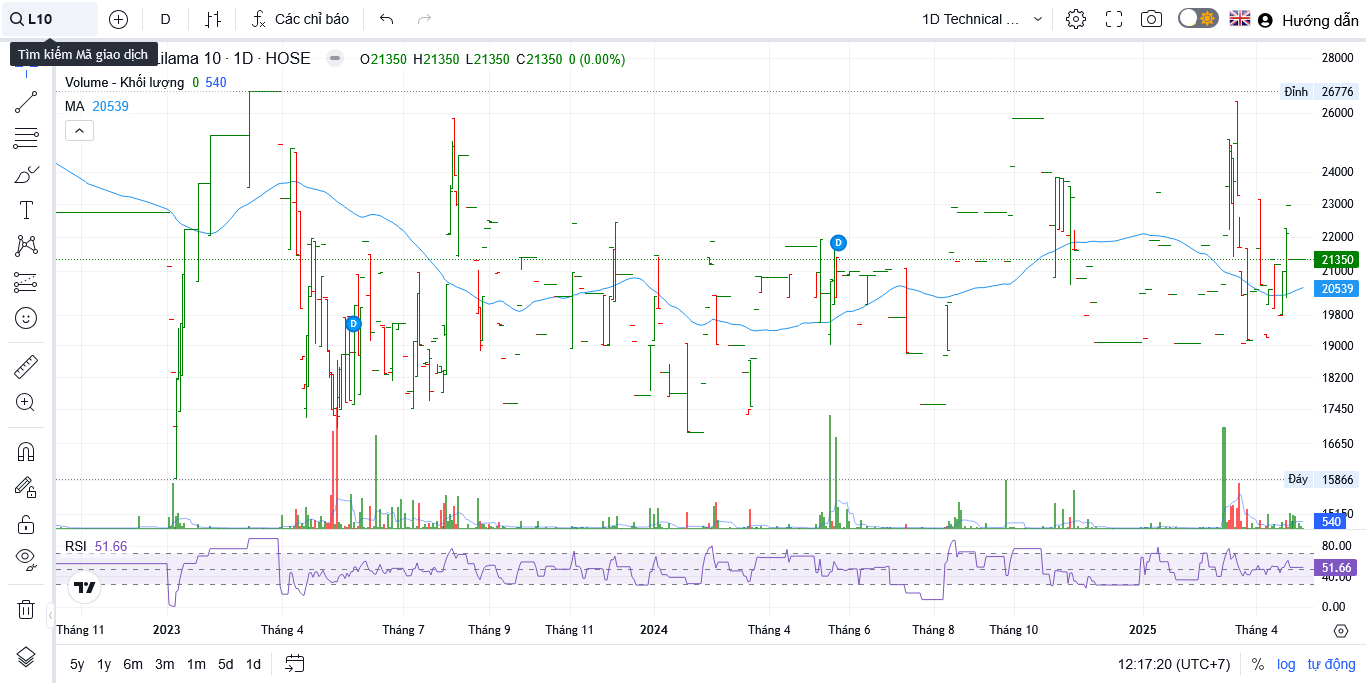 L10
D
Các chỉ báo
1D Technical ...
Hướng dẫn
Tìm kiếm Mã giao dịch
Lilama 10 · 1D · HOSE
O21350 H21350 L21350 C21350 0 (0.00%)
Volume - Khối lượng 0 540
MA 20539
28000
Đỉnh 26776
26000
24000
23000
22000
21350
21000
20539
19800
19000
18200
17450
16650
Đáy 15866
15450
540
D
D
RSI 51.66
80.00
51.66
40.00
0.00
Tháng 11 2023 Tháng 4 Tháng 7 Tháng 9 Tháng 11 2024 Tháng 4 Tháng 6 Tháng 8 Tháng 10 2025 Tháng 4
5y 1y 6m 3m 1m 5d 1d
12:17:20 (UTC+7) % log tự động